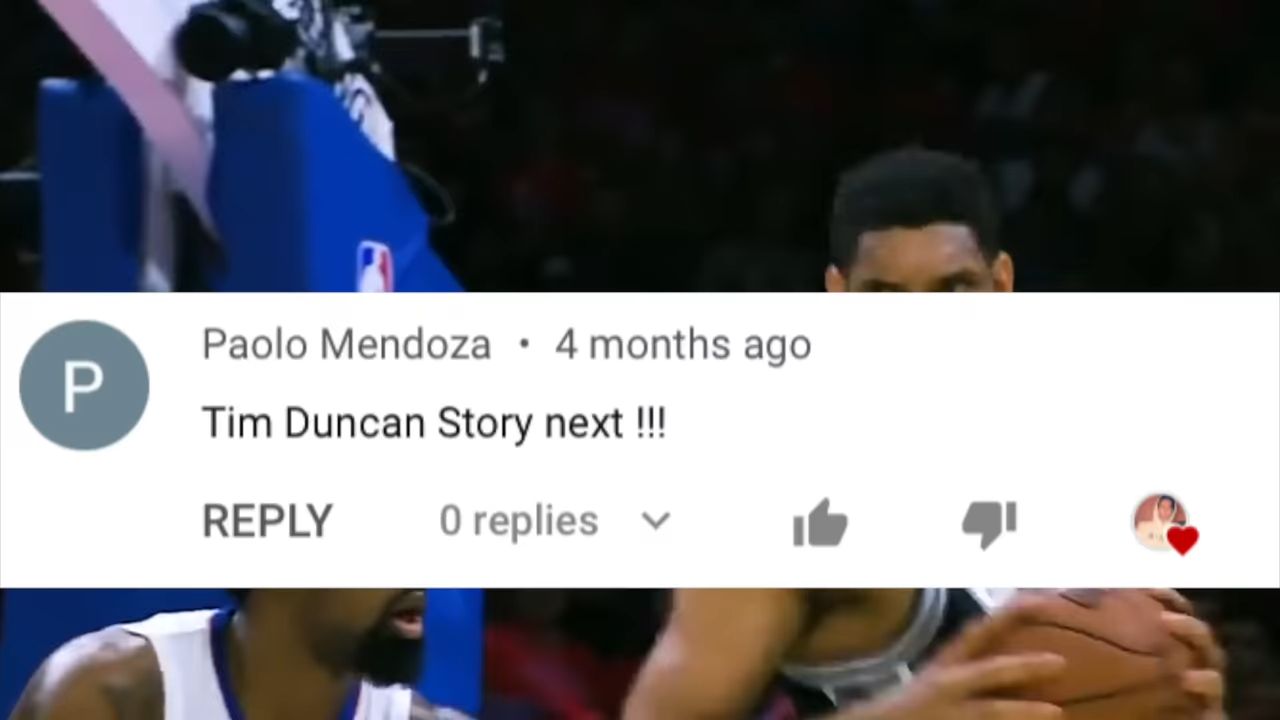 P
Paolo Mendoza • 4 months ago
Tim Duncan Story next !!!
REPLY 0 replies